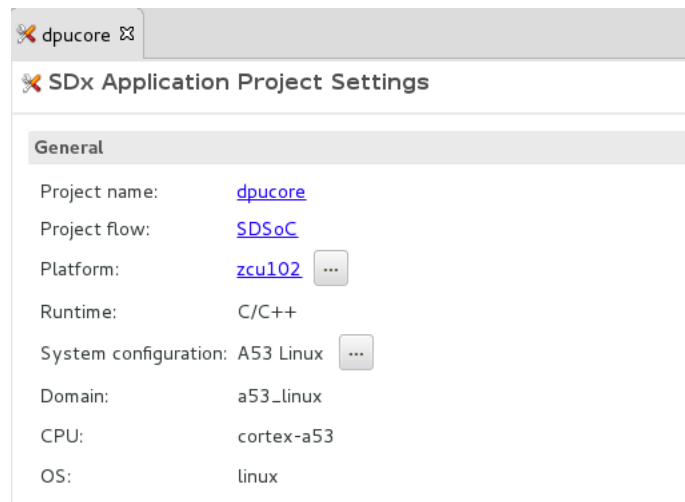 dpucore
SDx Application Project Settings
General
Project name: dpucore
Project flow: SDSoC
Platform: zcu102 ...
Runtime: C/C++
System configuration: A53 Linux ...
Domain: a53_linux
CPU: cortex-a53
OS: linux